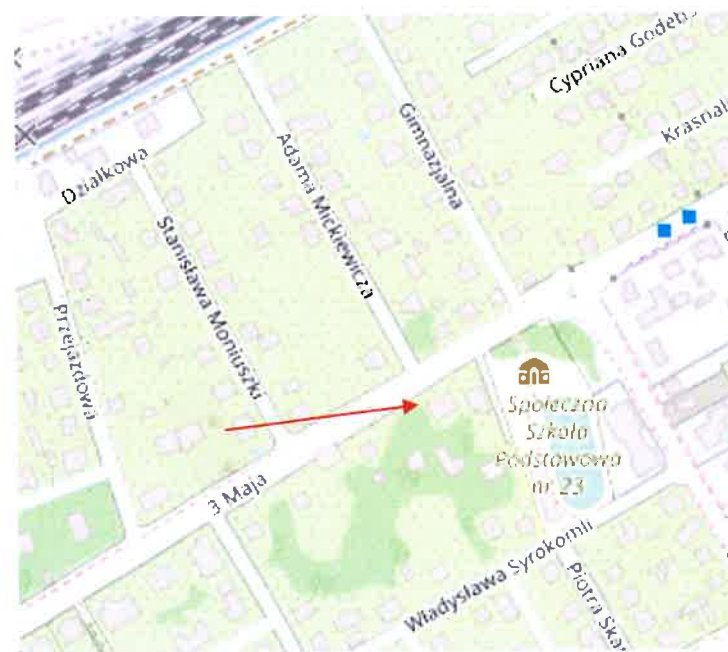 Cypriana Godeb
Krasnal
Gimnazjalna
Adama Mickiewicza
Działkowa
Stanisława Moniuszki
Przejazdowa
3 Maja
Społeczna
Szkoła
Podstawowa
nr 23
Władysława Syrokomli
Piotra Skar